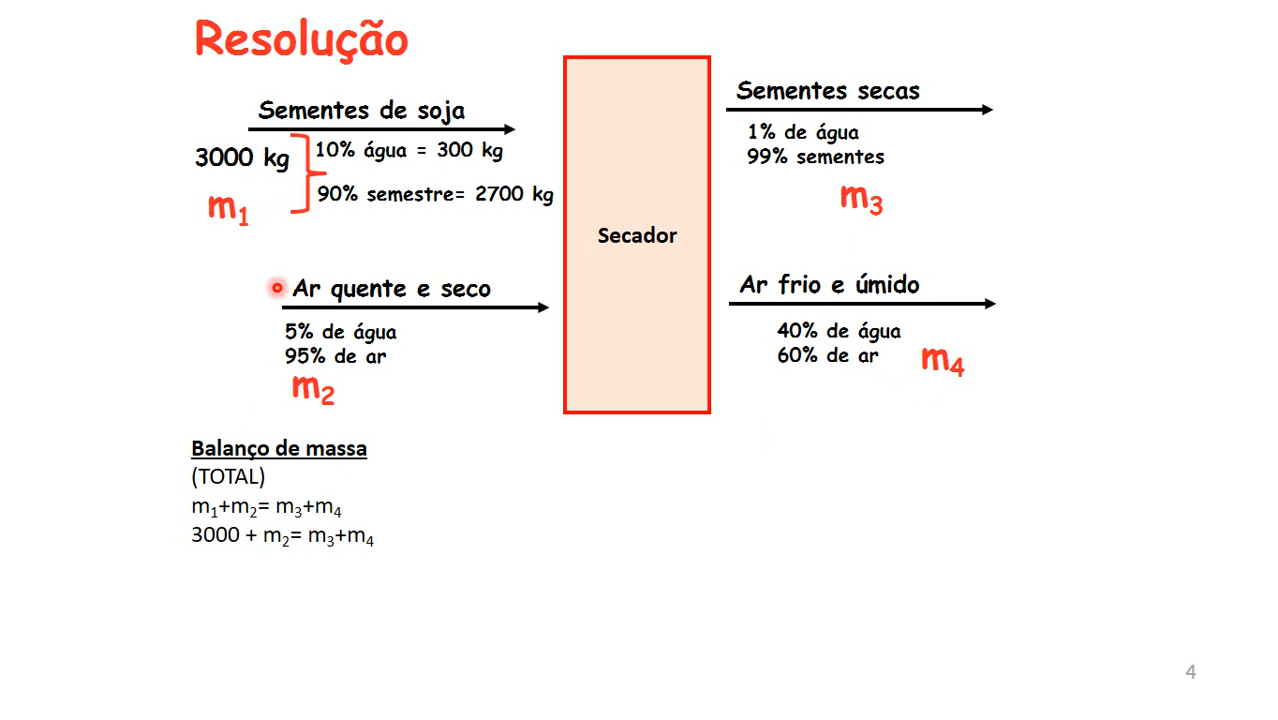 Resolução
Sementes de soja
3000 kg
10% água = 300 kg
90% semestre= 2700 kg
m₁
Ar quente e seco
5% de água
95% de ar
m₂
Secador
Sementes secas
1% de água
99% sementes
m₃
Ar frio e úmido
40% de água
60% de ar
m₄
Balanço de massa
(TOTAL)
m₁+m₂= m₃+m₄
3000 + m₂= m₃+m₄
4